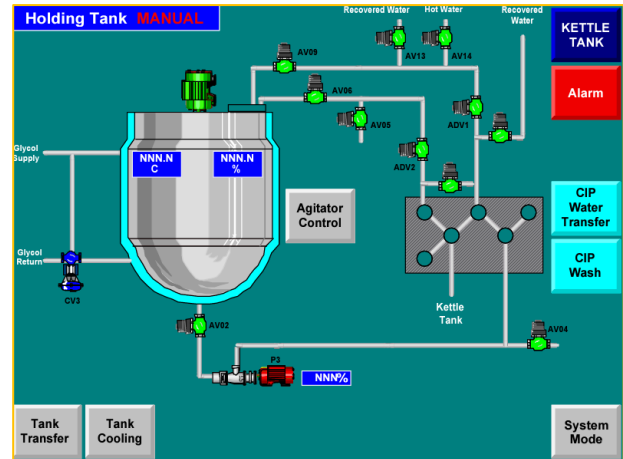 Holding Tank MANUAL
Recovered Water
Hot Water
Recovered
Water
KETTLE
TANK
AV09
AV13
AV14
Alarm
AV06
AV05
ADV1
ADV2
Glycol
Supply
NNN.N
C
NNN.N
%
Agitator
Control
CIP
Water
Transfer
Glycol
Return
CIP
Wash
CV3
Kettle
Tank
AV02
AV04
P3
NNN%
Tank
Transfer
Tank
Cooling
System
Mode